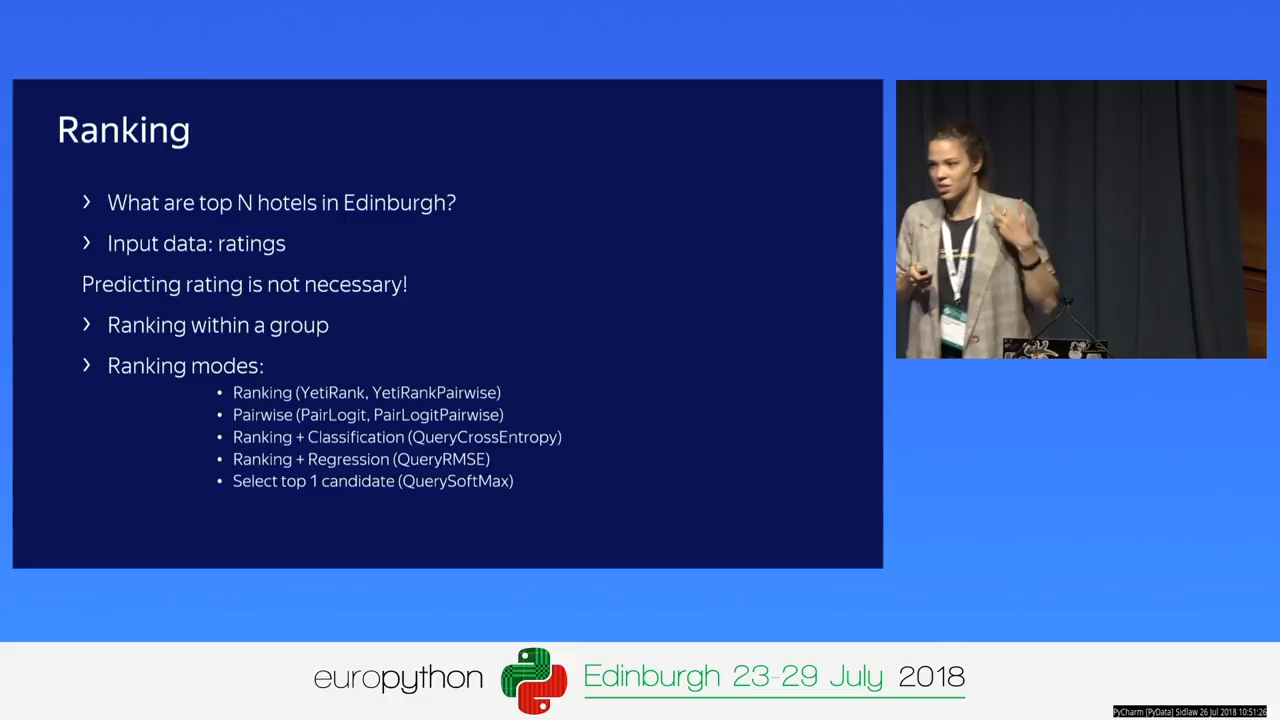 Ranking
› What are top N hotels in Edinburgh?
› Input data: ratings
Predicting rating is not necessary!
› Ranking within a group
› Ranking modes:
• Ranking (YetiRank, YetiRankPairwise)
• Pairwise (PairLogit, PairLogitPairwise)
• Ranking + Classification (QueryCrossEntropy)
• Ranking + Regression (QueryRMSE)
• Select top 1 candidate (QuerySoftMax)
europython Edinburgh 23-29 July 2018
PyCharm [PyData] Sidlaw 26 Jul 2018 10:51:26